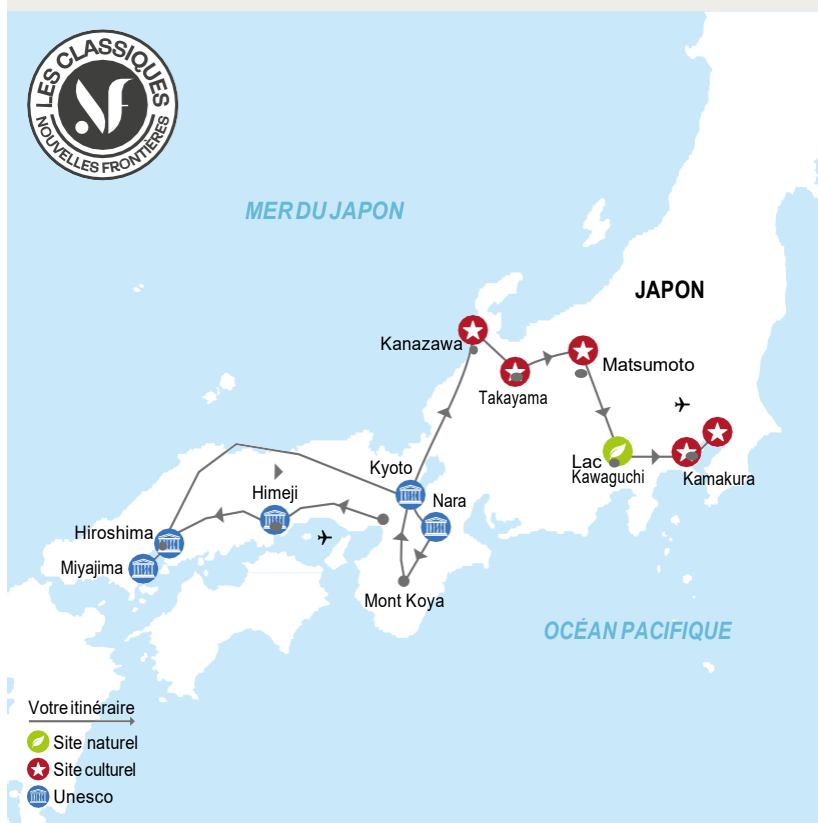 LES CLASSIQUES
NF
NOUVELLES FRONTIÈRES
MER DU JAPON
JAPON
Kanazawa
Matsumoto
Takayama
Kyoto
Lac
Kawaguchi
Kamakura
Himeji
Nara
Hiroshima
Miyajima
Mont Koya
OCÉAN PACIFIQUE
Votre itinéraire
Site naturel
Site culturel
Unesco